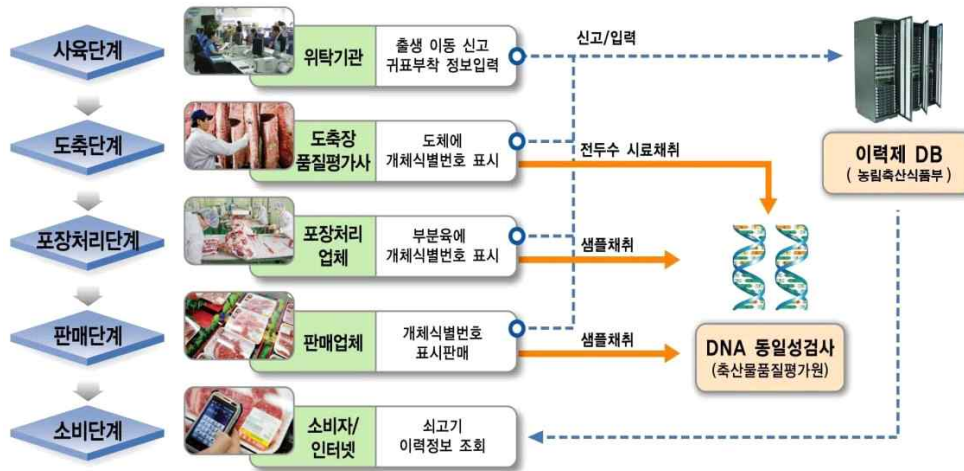 사육단계
위탁기관
출생 이동 신고
귀표부착 정보입력
신고/입력
도축단계
도축장
품질평가사
도체에
개체식별번호 표시
전두수 시료채취
이력제 DB
( 농림축산식품부 )
포장처리단계
포장처리
업체
부분육에
개체식별번호 표시
샘플채취
판매단계
판매업체
개체식별번호
표시판매
샘플채취
DNA 동일성검사
(축산물품질평가원)
소비단계
소비자/
인터넷
쇠고기
이력정보 조회